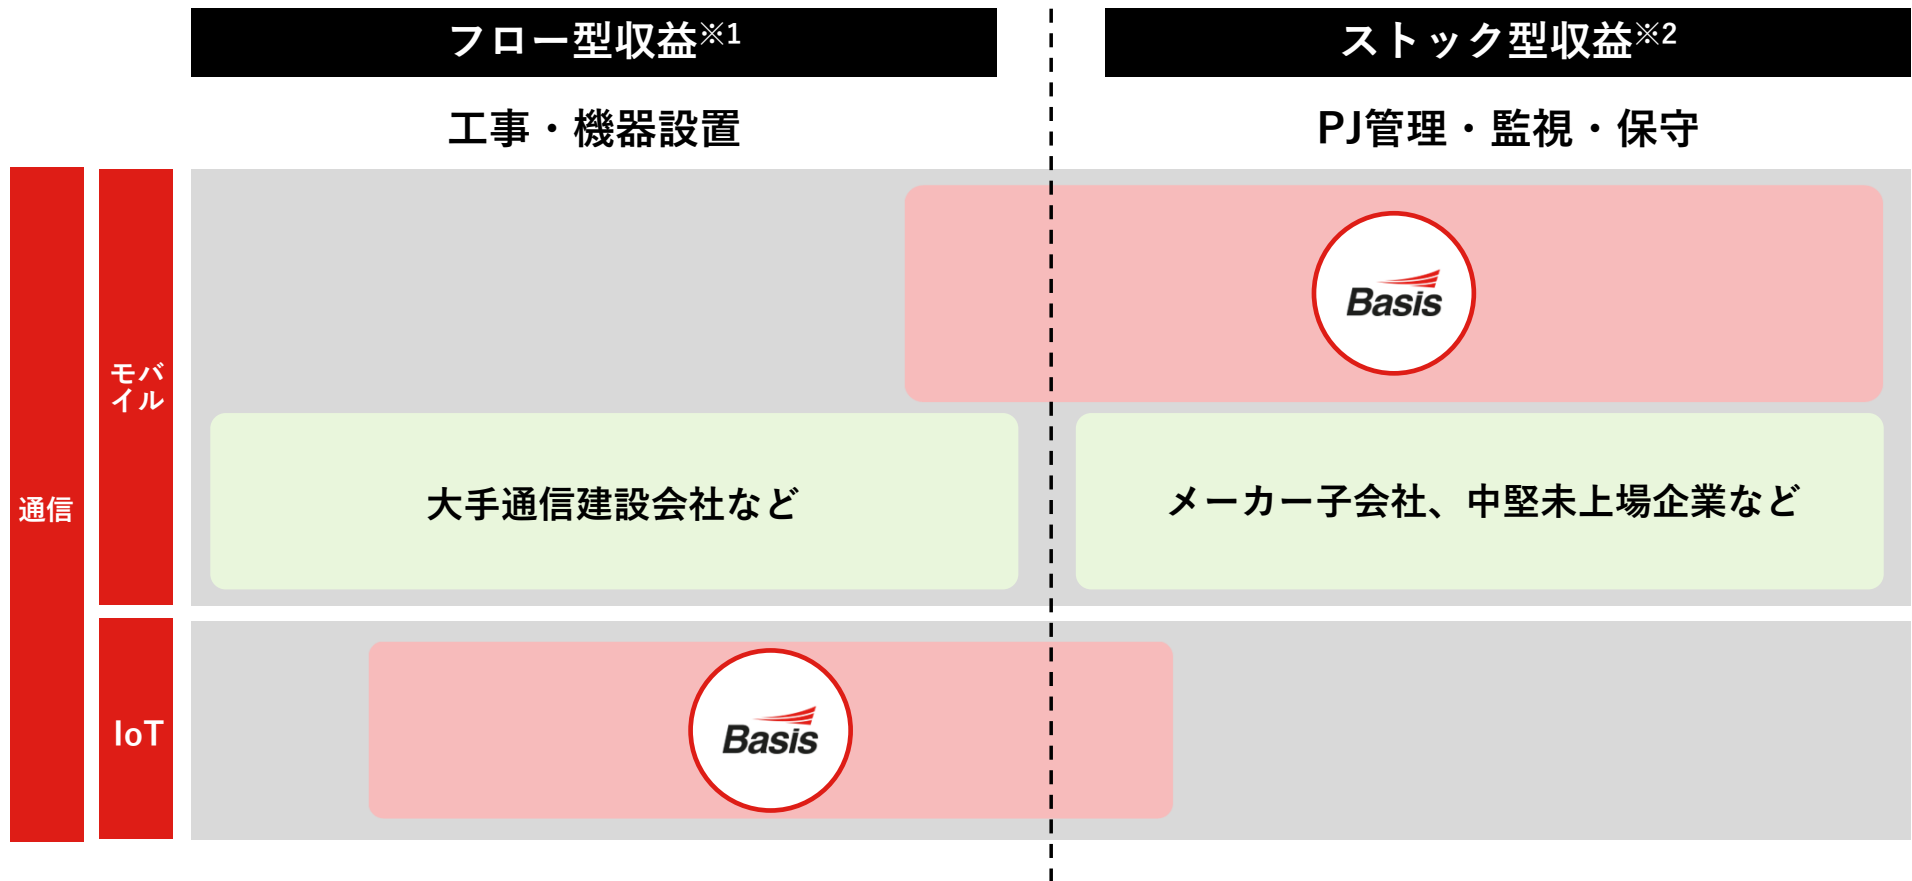 フロー型収益※1
ストック型収益※2
工事・機器設置
PJ管理・監視・保守
通信
モバ
イル
Basis
大手通信建設会社など
メーカー子会社、中堅未上場企業など
IoT
Basis